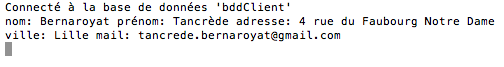 Connecté à la base de données 'bddClient'
nom: Bernaroyat prénom: Tancrède adresse: 4 rue du Faubourg Notre Dame
ville: Lille mail: tancrede.bernaroyat@gmail.com